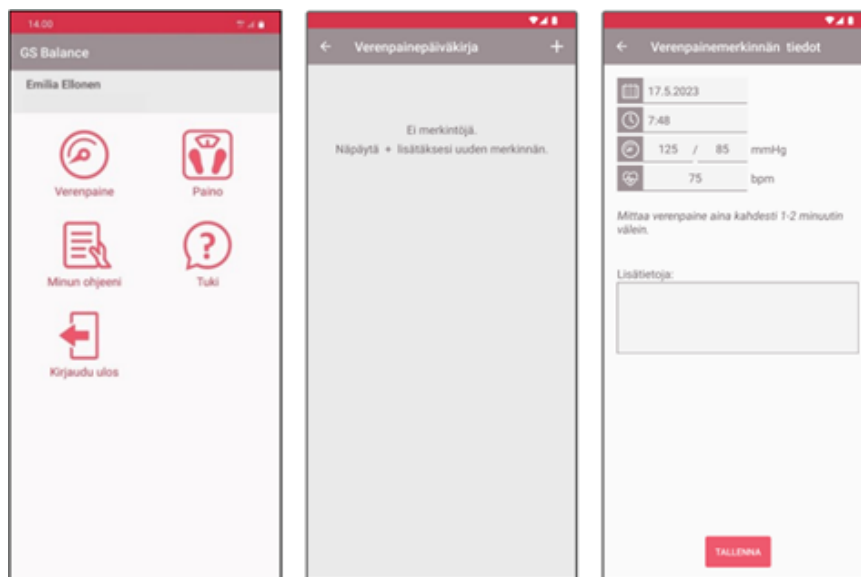 14.00
GS Balance
Emilia Ellonen
Verenpaine
Paino
Minun ohjeeni
Tuki
Kirjaudu ulos
Verenpainepäiväkirja
Ei merkintöjä.
Näpäytä + lisätäksesi uuden merkinnän.
Verenpainemerkinnän tiedot
17.5.2023
7:48
125 / 85 mmHg
75 bpm
Mittaa verenpaine aina kahdesti 1-2 minuutin
välein.
Lisätietoja:
TALLENNA